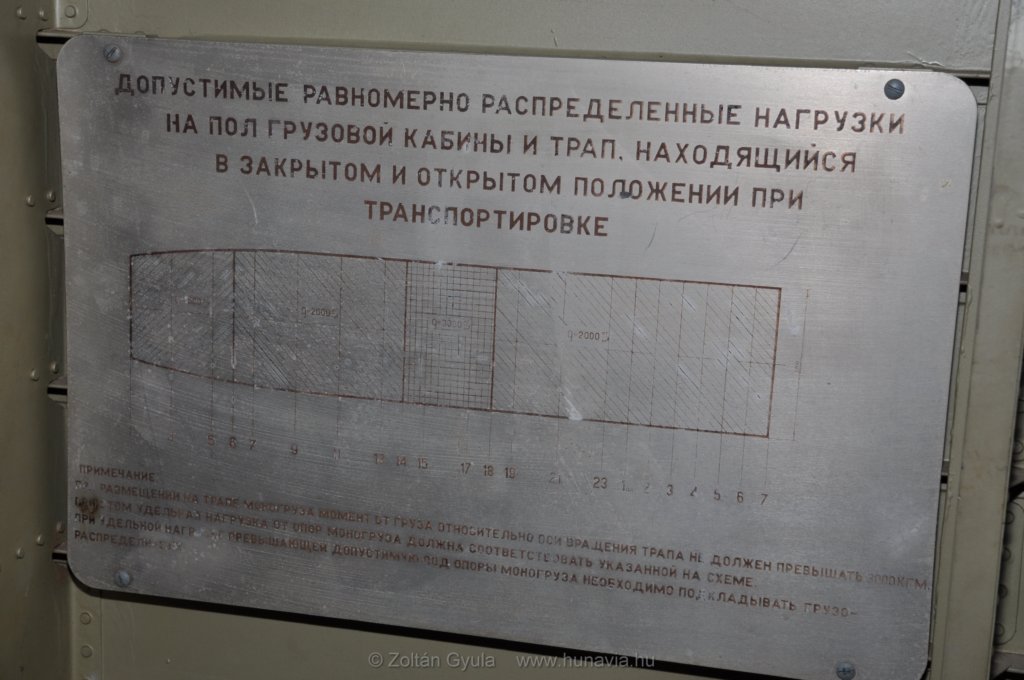 ДОПУСТИМЫЕ РАВНОМЕРНО РАСПРЕДЕЛЕННЫЕ НАГРУЗКИ
НА ПОЛ ГРУЗОВОЙ КАБИНЫ И ТРАП, НАХОДЯЩИЙСЯ
В ЗАКРЫТОМ И ОТКРЫТОМ ПОЛОЖЕНИИ ПРИ
ТРАНСПОРТИРОВКЕ
q=2000
q=2000
5 6 7 9 11 13 14 15 17 18 19 21 23 1 2 3 4 5 6 7
ПРИМЕЧАНИЕ
РАЗМЕЩЕНИИ НА ТРАПЕ МОНОГРУЗА МОМЕНТ ОТ ГРУЗА ОТНОСИТЕЛЬНО ОСИ ВРАЩЕНИЯ ТРАПА НЕ ДОЛЖЕН ПРЕВЫШАТЬ 3000КГМ.
НАГРУЗКА ОТ ОПОР МОНОГРУЗА ДОЛЖНА СООТВЕТСТВОВАТЬ УКАЗАННОЙ НА СХЕМЕ.
ПРИ УДЕЛЬНОЙ ПРЕВЫШАЮЩЕЙ ДОПУСТИМУЮ ПОД ОПОРЫ МОНОГРУЗА НЕОБХОДИМО ПОДКЛАДЫВАТЬ ГРУЗО-
© Zoltán Gyula www.hunavia.hu